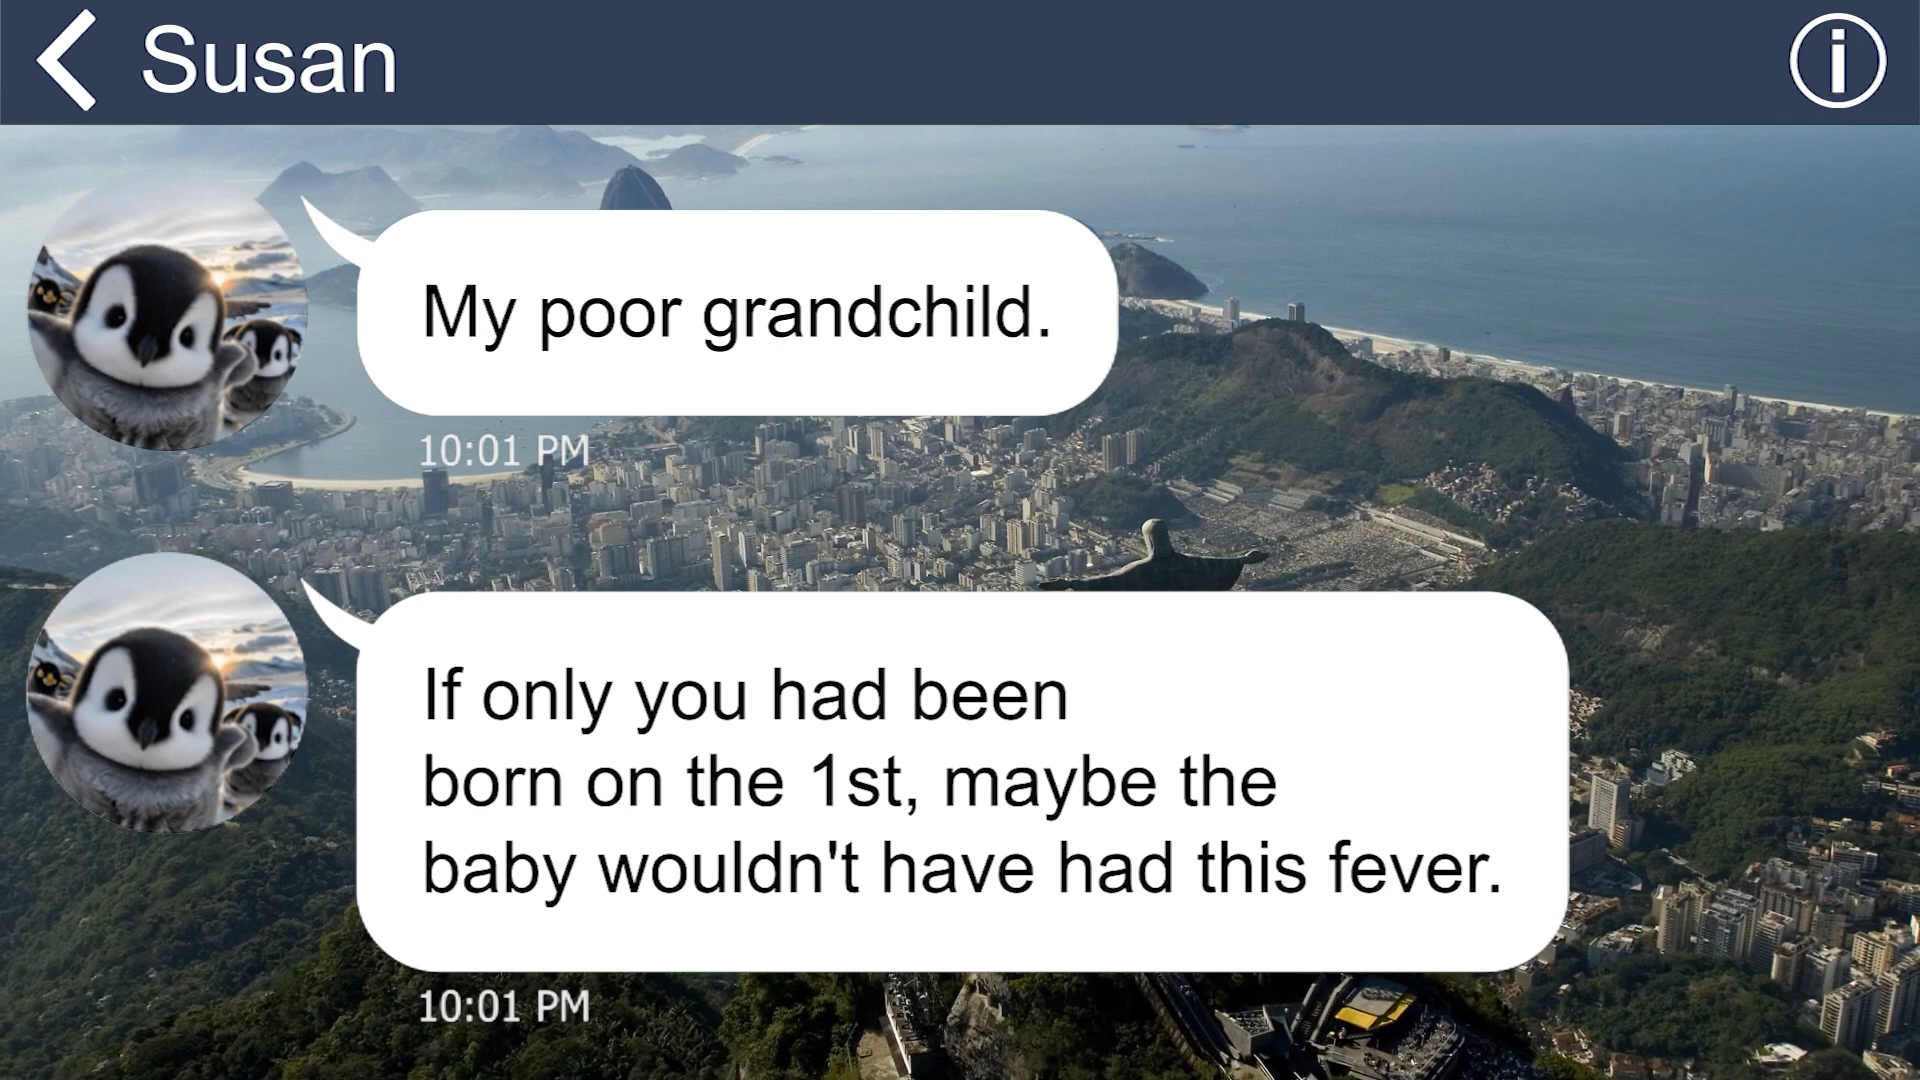 Susan
My poor grandchild.
10:01 PM
If only you had been
born on the 1st, maybe the
baby wouldn't have had this fever.
10:01 PM